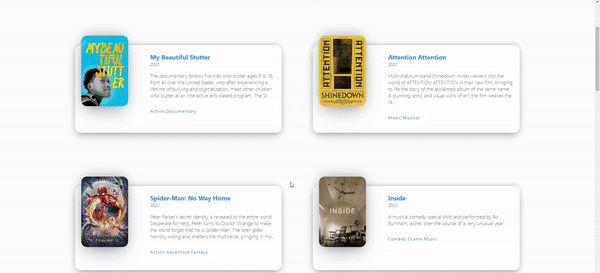 MY BEAU
TIFUL
STUTT
ER
My Beautiful Stutter
2021
The documentary follows five kids who stutter, ages 9 to 18,
from all over the United States, who after experiencing a
lifetime of bullying and stigmatization, meet other children
who stutter at an interactive arts-based program, The St...
Action,Documentary
ATTENTION
ATTENTION
SHINEDOWN
Attention Attention
2021
Multi-platinum band Shinedown invites viewers into the
world of ATTENTION ATTENTION in their new film, bringing
to life the story of the acclaimed album of the same name.
A stunning sonic and visual work of art, the film weaves the
14 ...
Music,Musical
Spider-Man: No Way Home
2021
Peter Parker's secret identity is revealed to the entire world.
Desperate for help, Peter turns to Doctor Strange to make
the world forget that he is Spider-Man. The spell goes
horribly wrong and shatters the multiverse, bringing in mo...
Action,Adventure,Fantasy
INSIDE
Inside
2021
A musical comedy special shot and performed by Bo
Burnham, alone, over the course of a very unusual year.
Comedy,Drama,Music